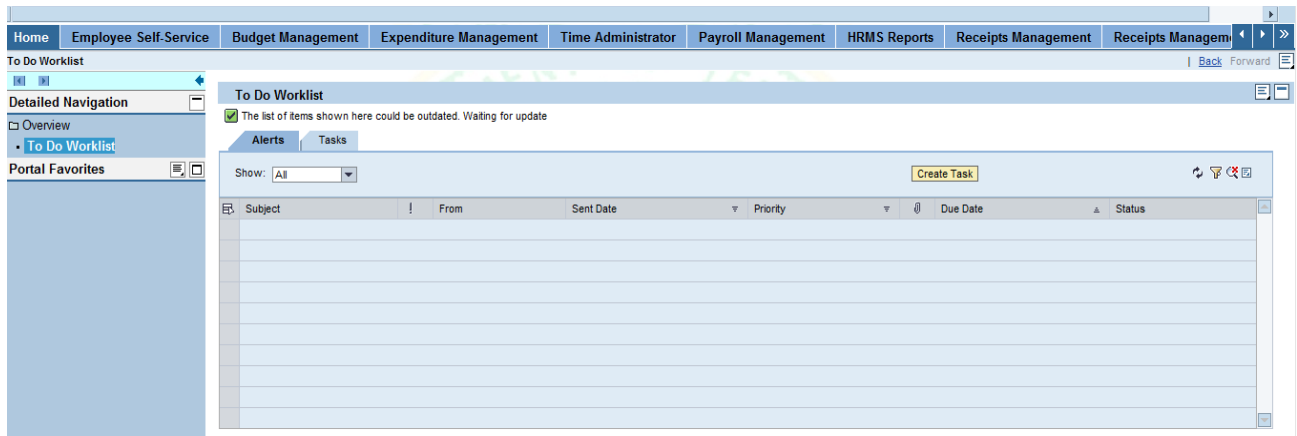 Home Employee Self-Service Budget Management Expenditure Management Time Administrator Payroll Management HRMS Reports Receipts Management Receipts Managem
To Do Worklist | Back Forward
Detailed Navigation
Overview
• To Do Worklist
Portal Favorites
To Do Worklist
The list of items shown here could be outdated. Waiting for update
Alerts Tasks
Show: All Create Task
Subject ! From Sent Date Priority Due Date Status